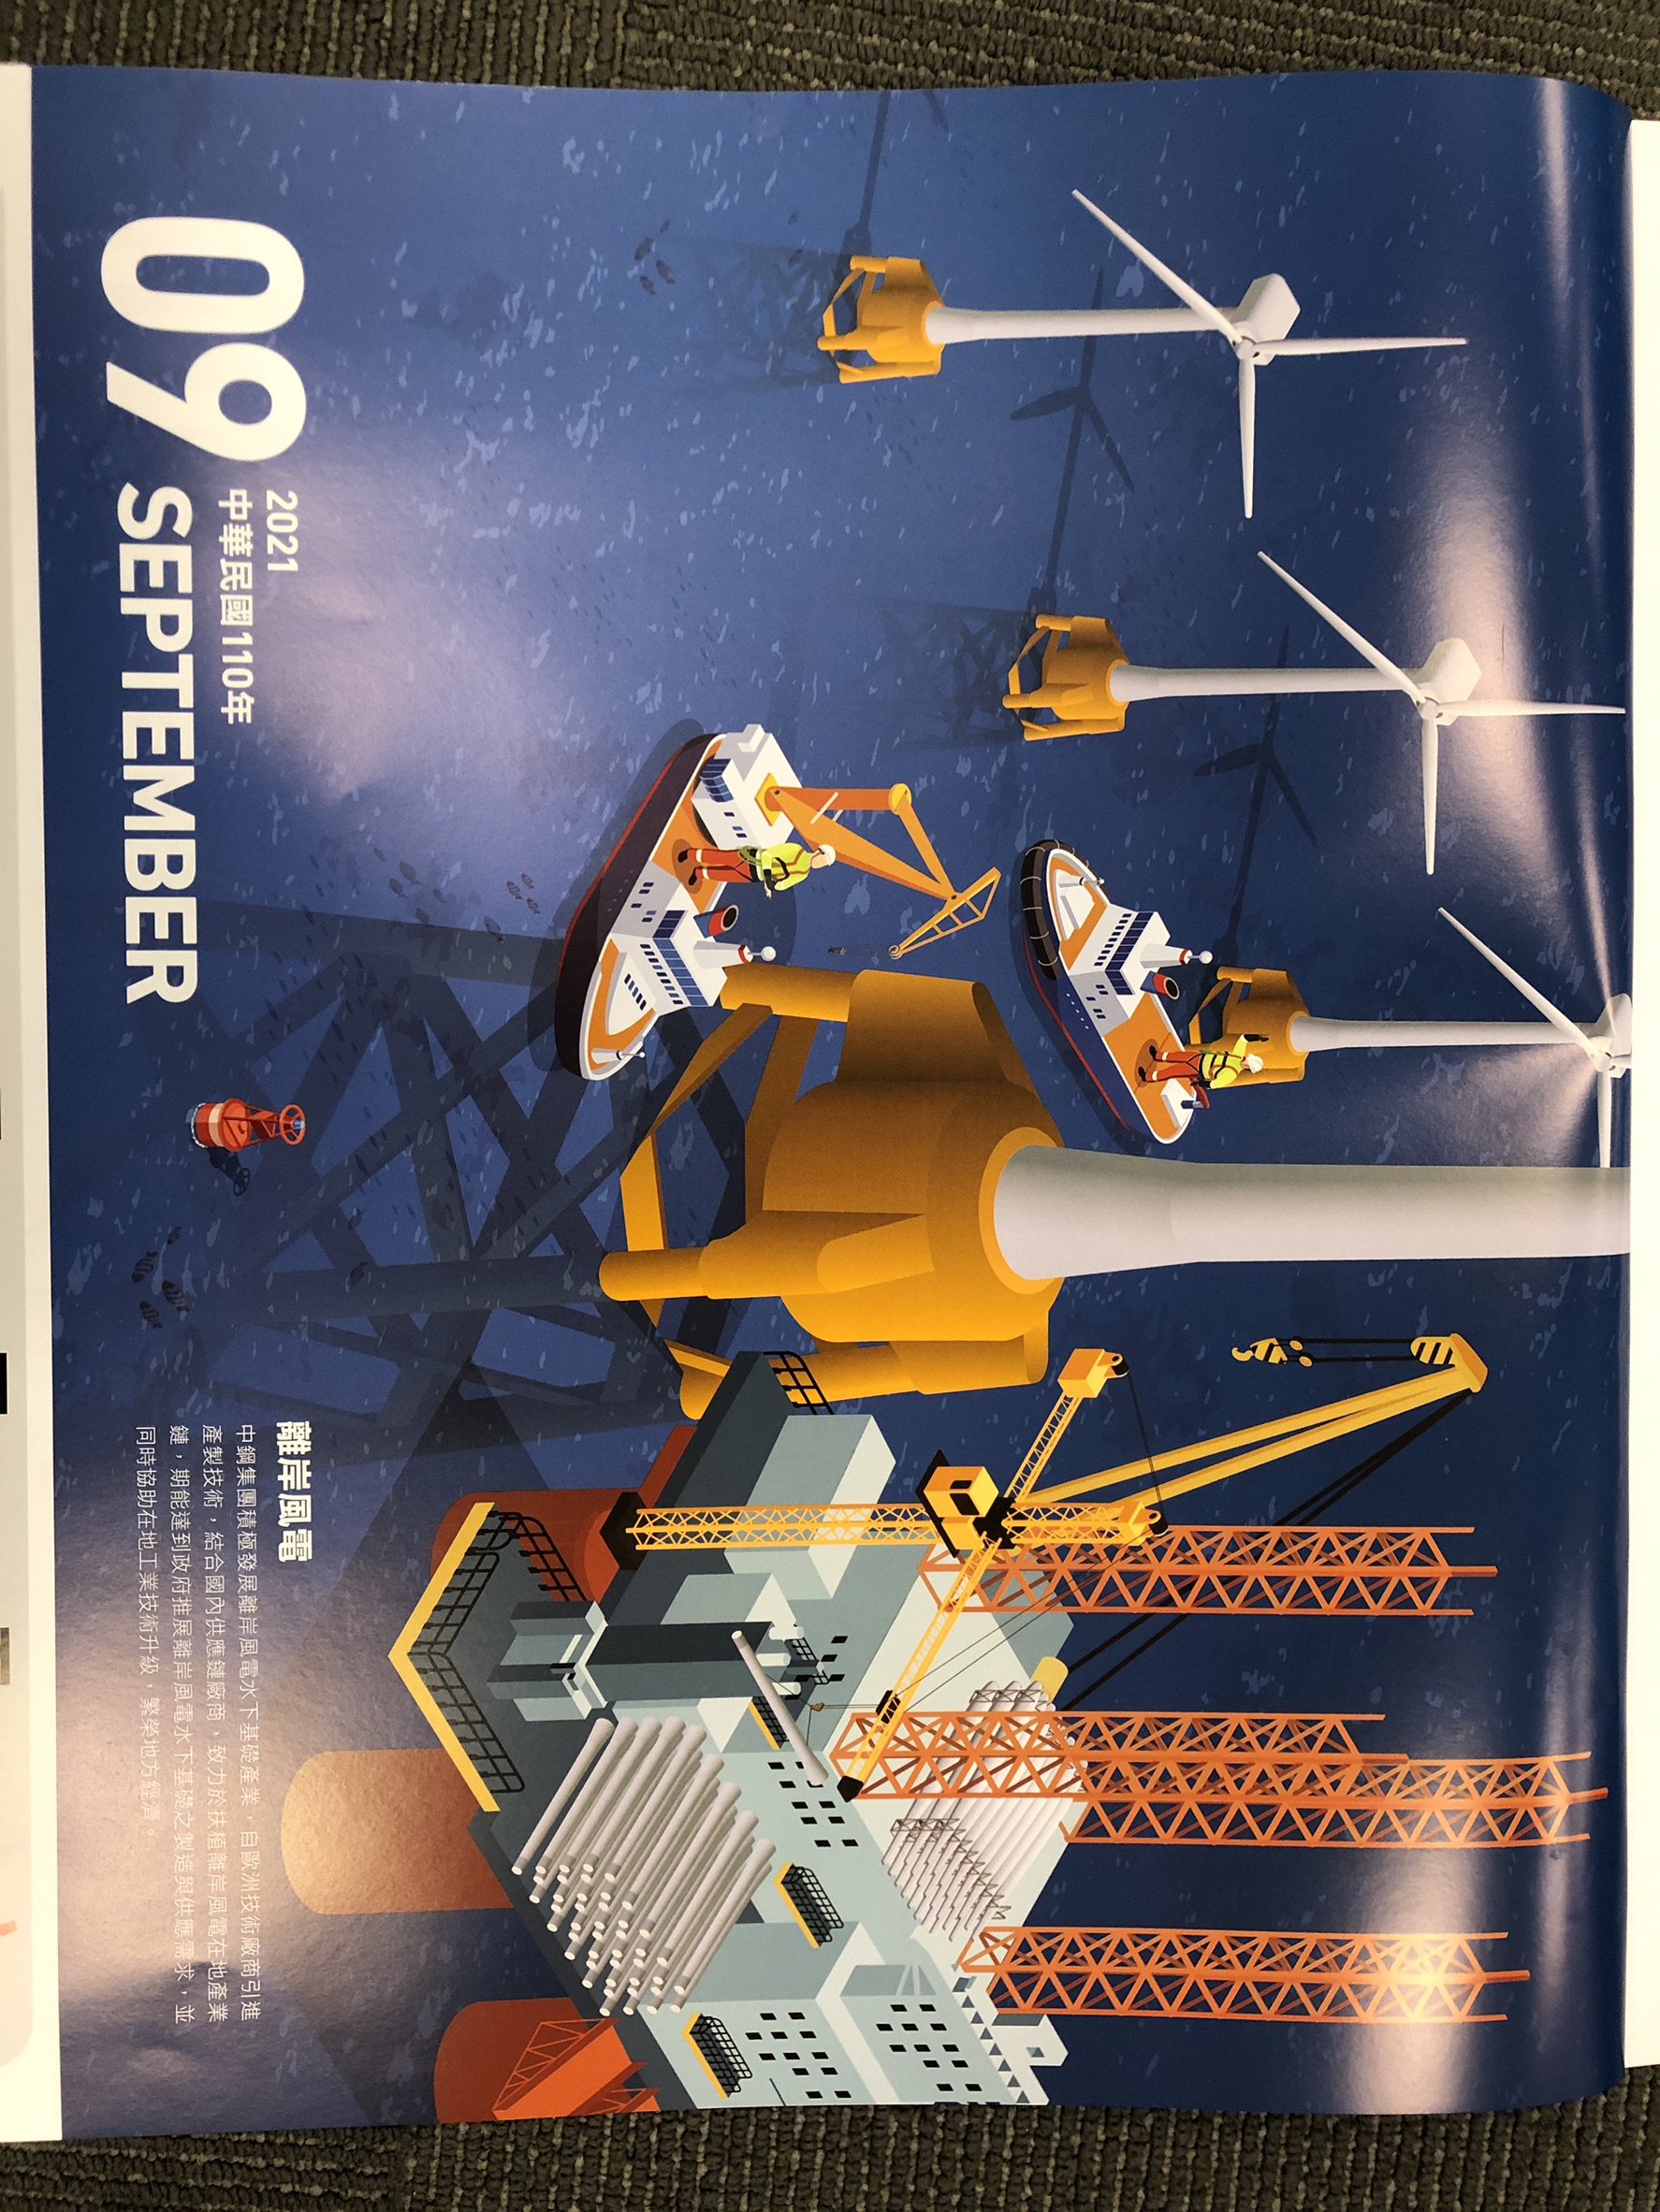 09
2021
中華民國110年
SEPTEMBER
離岸風電
中鋼集團積極發展離岸風電水下基礎產業，自歐洲技術廠商引進
產製技術，結合國內供應鏈廠商，致力於扶植離岸風電在地產業
鏈，期能達到政府推展離岸風電水下基礎之製造與供應需求，並
同時協助在地工業技術升級，繁榮地方經濟。